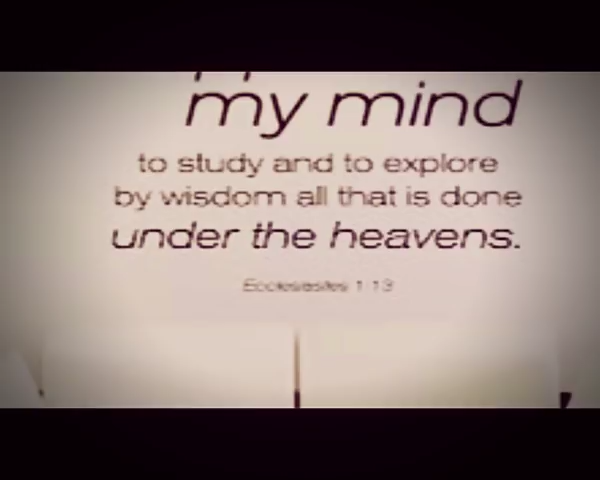 my mind
to study and to explore
by wisdom all that is done
under the heavens.
Ecclesiastes 1:13